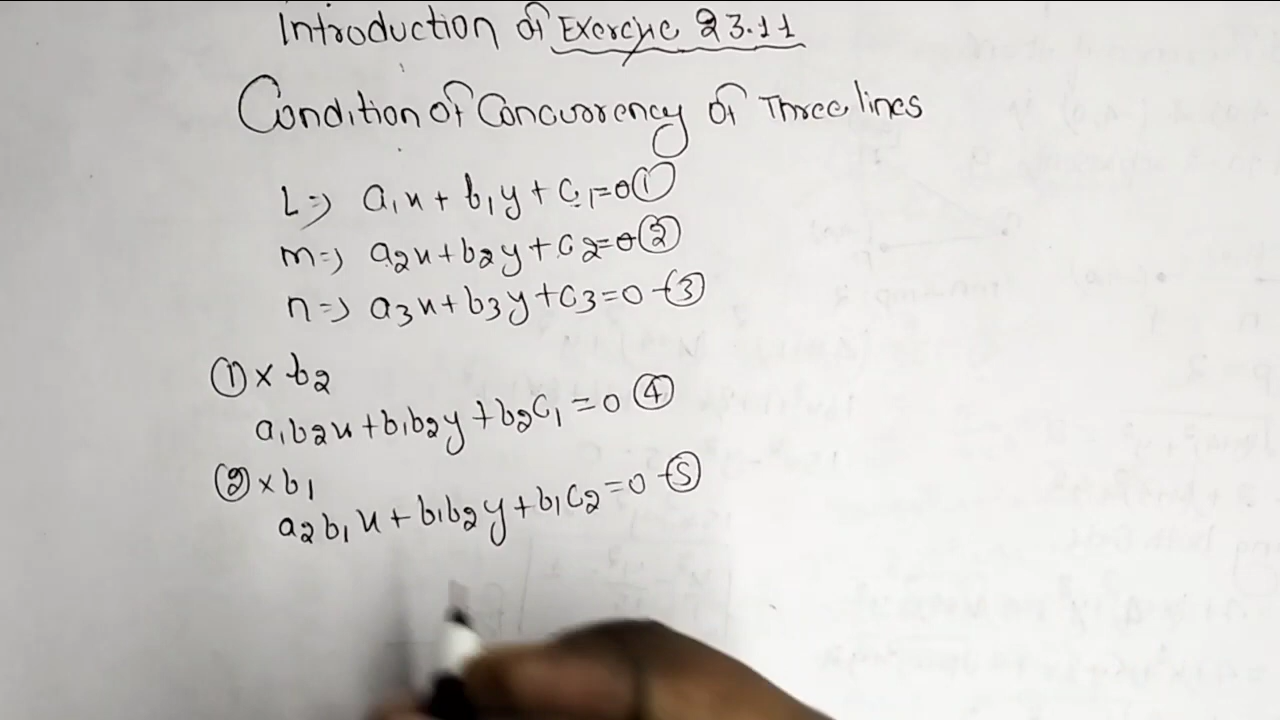 Introduction of Exercise 23.11
Condition of Concurrency of Three lines
L => a₁x + b₁y + c₁=0 ①
m => a₂x+b₂y+c₂=0 ②
n => a₃x+b₃y+c₃=0 -③
① × b₂
a₁b₂x+b₁b₂y+b₂c₁=0 ④
② × b₁
a₂b₁x+b₁b₂y+b₁c₂=0 -⑤